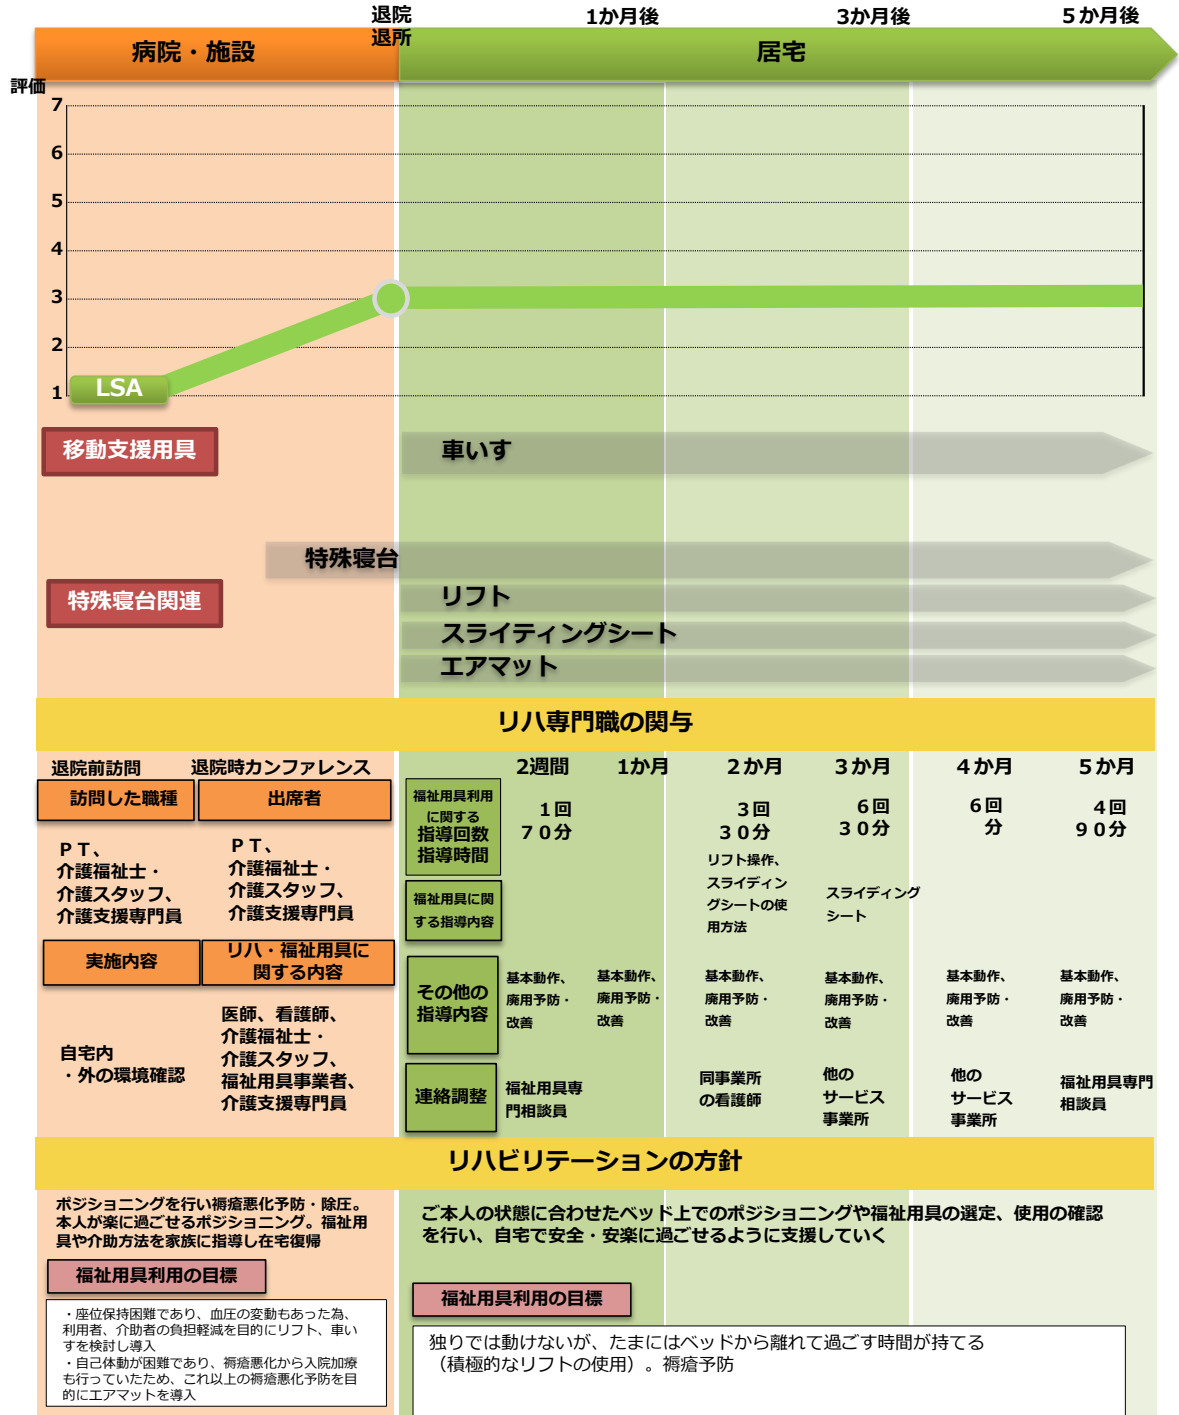 退院
退所
1か月後
3か月後
５か月後
病院・施設
居宅
評価
7
6
5
4
3
2
1
LSA
移動支援用具
車いす
特殊寝台
特殊寝台関連
リフト
スライティングシート
エアマット
リハ専門職の関与
退院前訪問
退院時カンファレンス
訪問した職種
出席者
ＰＴ、
介護福祉士・
介護スタッフ、
介護支援専門員
ＰＴ、
介護福祉士・
介護スタッフ、
介護支援専門員
実施内容
リハ・福祉用具に
関する内容
自宅内
・外の環境確認
医師、看護師、
介護福祉士・
介護スタッフ、
福祉用具事業者、
介護支援専門員
2週間
1か月
２か月
３か月
４か月
５か月
福祉用具利用
に関する
指導回数
指導時間
１回
７０分
３回
３０分
６回
３０分
６回
分
４回
９０分
福祉用具に関
する指導内容
リフト操作、
スライディン
グシートの使
用方法
スライディング
シート
その他の
指導内容
基本動作、
廃用予防・
改善
基本動作、
廃用予防・
改善
基本動作、
廃用予防・
改善
基本動作、
廃用予防・
改善
基本動作、
廃用予防・
改善
基本動作、
廃用予防・
改善
連絡調整
福祉用具専
門相談員
同事業所
の看護師
他の
サービス
事業所
他の
サービス
事業所
福祉用具専門
相談員
リハビリテーションの方針
ポジショニングを行い褥瘡悪化予防・除圧。
本人が楽に過ごせるポジショニング。福祉用
具や介助方法を家族に指導し在宅復帰
ご本人の状態に合わせたベッド上でのポジショニングや福祉用具の選定、使用の確認
を行い、自宅で安全・安楽に過ごせるように支援していく
福祉用具利用の目標
・座位保持困難であり、血圧の変動もあった為、
利用者、介助者の負担軽減を目的にリフト、車い
すを検討し導入
・自己体動が困難であり、褥瘡悪化から入院加療
も行っていたため、これ以上の褥瘡悪化予防を目
的にエアマットを導入
福祉用具利用の目標
独りでは動けないが、たまにはベッドから離れて過ごす時間が持てる
（積極的なリフトの使用）。褥瘡予防